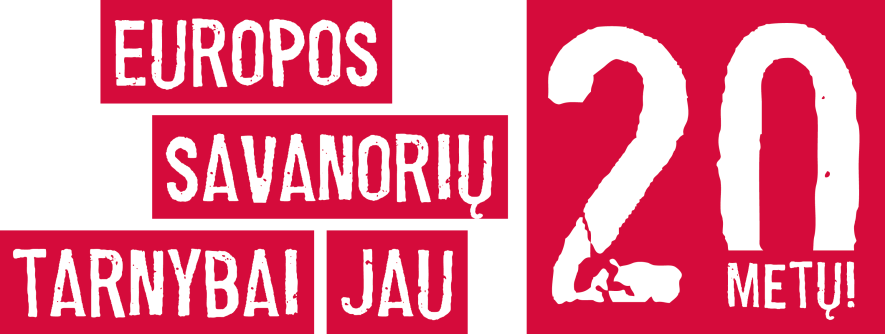 EUROPOS
SAVANORIŲ
TARNYBAI JAU
20
METŲ!